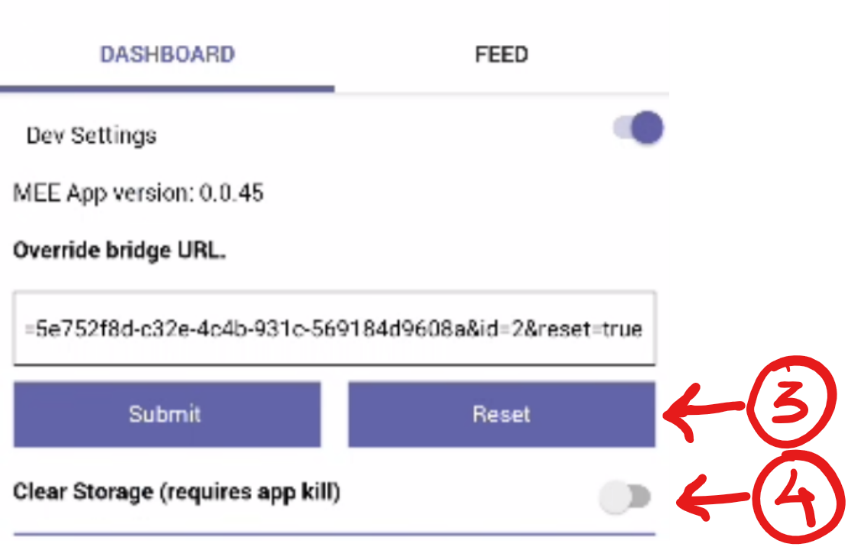 DASHBOARD FEED
Dev Settings
MEE App version: 0.0.45
Override bridge URL.
=5e752f8d-c32e-4c4b-931c-569184d9608a&id=2&reset=true
Submit Reset 3
Clear Storage (requires app kill) 4